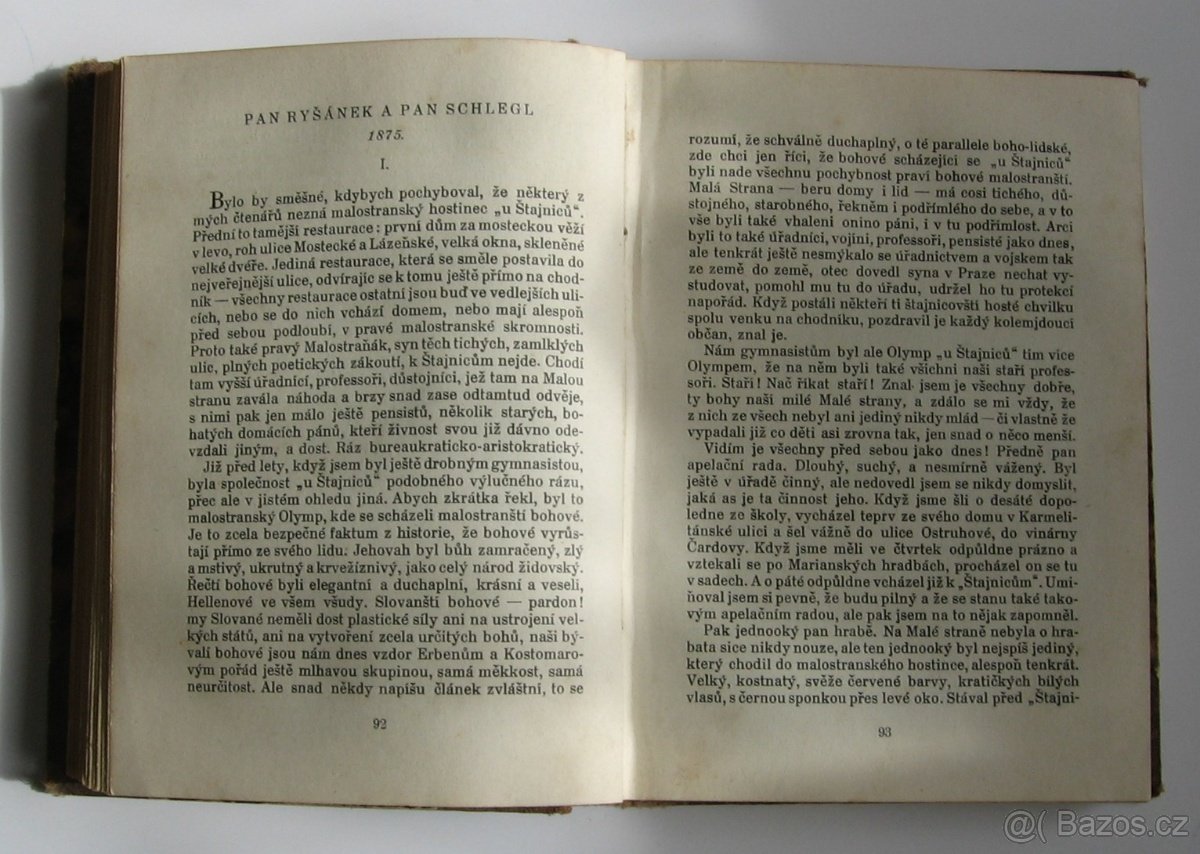 PAN RYŠÁNEK A PAN SCHLEGL
1875.
I.
Bylo by směšné, kdybych pochyboval, že některý z
mých čtenářů nezná malostranský hostinec „u Štajniců“.
Přední to tamější restaurace: první dům za mosteckou věží
v levo, roh ulice Mostecké a Lázeňské, velká okna, skleněné
velké dvéře. Jediná restaurace, která se směle postavila do
nejveřejnější ulice, odvírajíc se k tomu ještě přímo na chod-
ník — všechny restaurace ostatní jsou buď ve vedlejších uli-
cích, nebo se do nich vchází domem, nebo mají alespoň
před sebou podloubí, v pravé malostranské skromnosti.
Proto také pravý Malostraňák, syn těch tichých, zamlklých
ulic, plných poetických zákoutí, k Štajnicům nejde. Chodí
tam vyšší úřadníci, professoři, důstojníci, jež tam na Malou
stranu zavála náhoda a brzy snad zase odtamtud odvěje,
s nimi pak jen málo ještě pensistů, několik starých, bo-
hatých domácích pánů, kteří živnost svou již dávno ode-
vzdali jiným, a dost. Ráz bureaukraticko-aristokratický.
Již před lety, když jsem byl ještě drobným gymnasistou,
byla společnost „u Štajniců“ podobného výlučného rázu,
přec ale v jistém ohledu jiná. Abych zkrátka řekl, byl to
malostranský Olymp, kde se scházeli malostranští bohové.
Je to zcela bezpečné faktum z historie, že bohové vyrůs-
tají přímo ze svého lidu. Jehovah byl bůh zamračený, zlý
a mstivý, ukrutný a krvežíznivý, jako celý národ židovský.
Řečtí bohové byli elegantní a duchaplní, krásní a veselí,
Hellenové ve všem všudy. Slovanští bohové — pardon!
my Slované neměli dost plastické síly ani na ustrojení vel-
kých států, ani na vytvoření zcela určitých bohů, naši bý-
valí bohové jsou nám dnes vzdor Erbenům a Kostomaro-
vým pořád ještě mlhavou skupinou, samá měkkost, samá
neurčitost. Ale snad někdy napíšu článek zvláštní, to se
92
rozumí, že schválně duchaplný, o té parallele boho-lidské,
zde chci jen říci, že bohové scházející se „u Štajniců“
byli nade všechnu pochybnost praví bohové malostranští.
Malá Strana — beru domy i lid — má cosi tichého, dů-
stojného, starobného, řekněm i podřímlého do sebe, a v to
vše byli také vhaleni onino páni, i v tu podřímlost. Arci
byli to také úřadníci, vojíni, professoři, pensisté jako dnes,
ale tenkrát ještě nesmýkalo se úřadnictvem a vojskem tak
ze země do země, otec dovedl syna v Praze nechat vy-
studovat, pomohl mu tu do úřadu, udržel ho tu protekcí
napořád. Když postáli někteří ti štajnicovští hosté chvilku
spolu venku na chodníku, pozdravil je každý kolemjdoucí
občan, znal je.
Nám gymnasistům byl ale Olymp „u Štajniců“ tím více
Olympem, že na něm byli také všichni naši staří profes-
soři. Staří! Nač říkat staří! Znal jsem je všechny dobře,
ty bohy naší milé Malé strany, a zdálo se mi vždy, že
z nich ze všech nebyl ani jediný nikdy mlád — či vlastně že
vypadali již co děti asi zrovna tak, jen snad o něco menší.
Vidím je všechny před sebou jako dnes! Předně pan
apelační rada. Dlouhý, suchý, a nesmírně vážený. Byl
ještě v úřadě činný, ale nedovedl jsem se nikdy domyslit,
jaká as je ta činnost jeho. Když jsme šli o desáté dopo-
ledne ze školy, vycházel teprv ze svého domu v Karmeli-
tánské ulici a šel vážně do ulice Ostruhové, do vinárny
Čardovy. Když jsme měli ve čtvrtek odpůldne prázno a
vztekali se po Marianských hradbách, procházel on se tu
v sadech. A o páté odpůldne vcházel již k „Štajnicům“. Umi-
ňoval jsem si pevně, že budu pilný a že se stanu také tako-
vým apelačním radou, ale pak jsem na to nějak zapomněl.
Pak jednooký pan hrabě. Na Malé straně nebyla o hra-
bata sice nikdy nouze, ale ten jednooký byl nejspíš jediný,
který chodil do malostranského hostince, alespoň tenkrát.
Velký, kostnatý, svěže červené barvy, kratičkých bílých
vlasů, s černou sponkou přes levé oko. Stával před „Štajni-
93
@( Bazos.cz